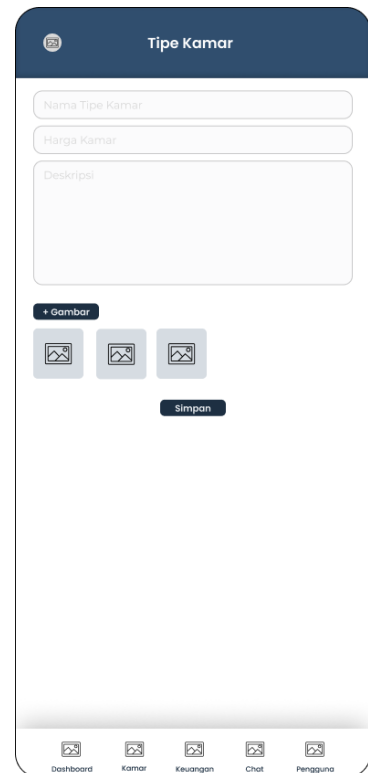 Tipe Kamar
Nama Tipe Kamar
Harga Kamar
Deskripsi
+ Gambar
Simpan
Dashboard Kamar Keuangan Chat Pengguna